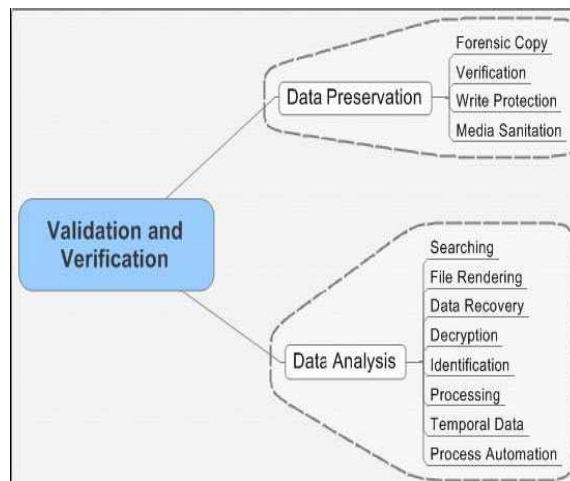 Validation and
Verification
Data Preservation
Forensic Copy
Verification
Write Protection
Media Sanitation
Data Analysis
Searching
File Rendering
Data Recovery
Decryption
Identification
Processing
Temporal Data
Process Automation